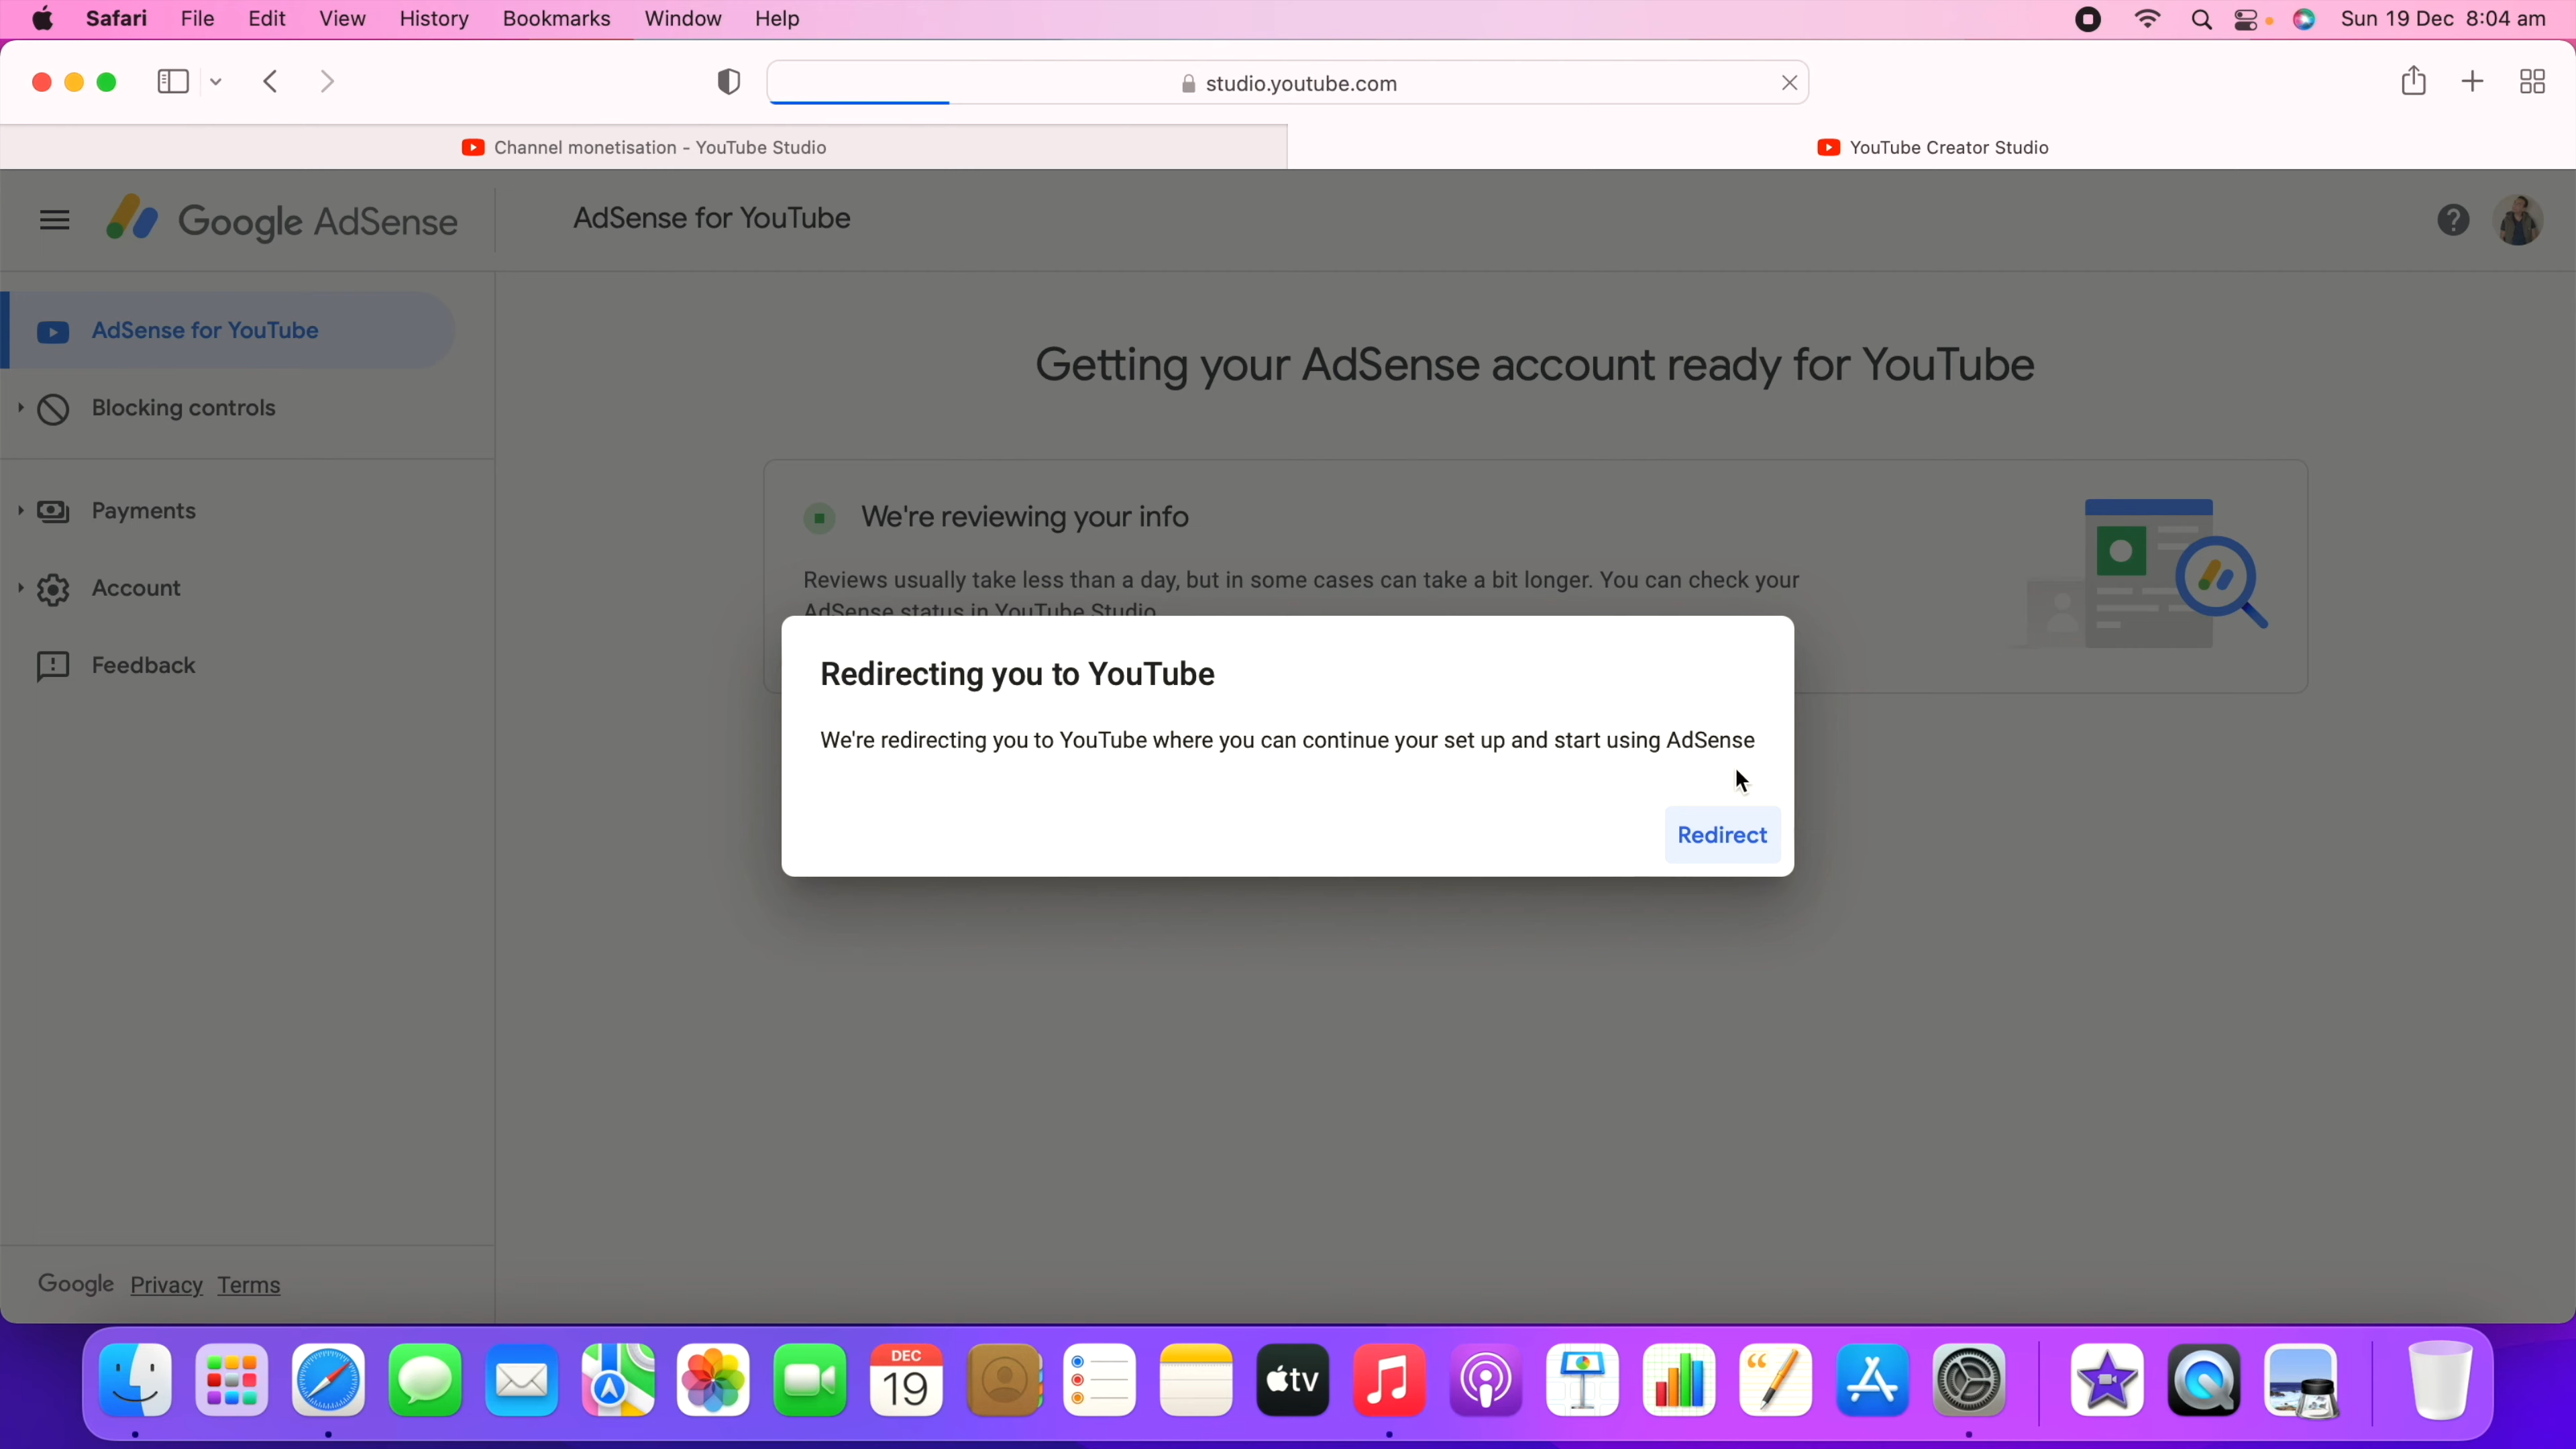 Safari File Edit View History Bookmarks Window Help Sun 19 Dec 8:04 am
studio.youtube.com
Channel monetisation - YouTube Studio
YouTube Creator Studio
Google AdSense
AdSense for YouTube
AdSense for YouTube
Blocking controls
Payments
Account
Feedback
Getting your AdSense account ready for YouTube
We're reviewing your info
Reviews usually take less than a day, but in some cases can take a bit longer. You can check your
AdSense status in YouTube Studio
Redirecting you to YouTube
We're redirecting you to YouTube where you can continue your set up and start using AdSense
Redirect
Google Privacy Terms
DEC
19
tv